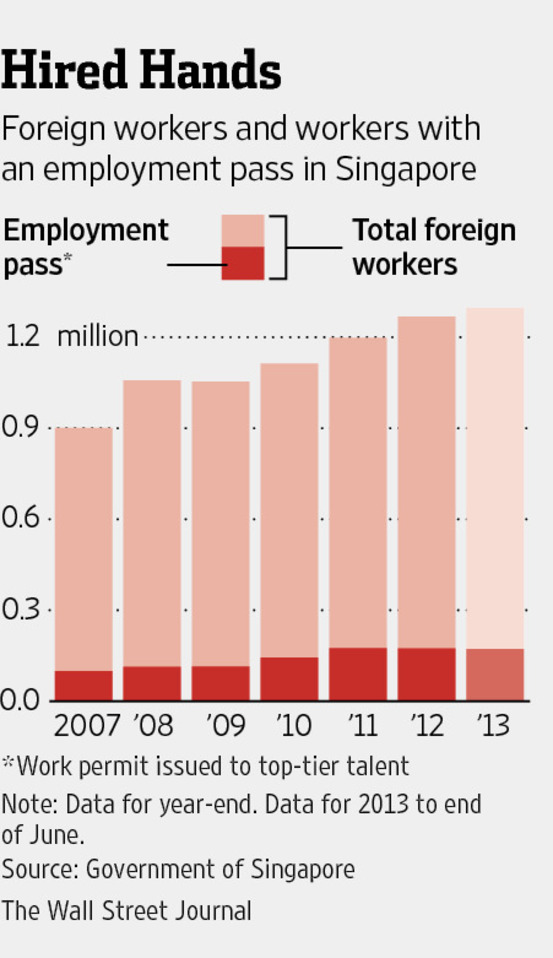 Hired Hands
Foreign workers and workers with
an employment pass in Singapore
Employment
pass*
Total foreign
workers
1.2 million
0.9
0.6
0.3
0.0
2007 ’08 ’09 ’10 ’11 ’12 ’13
*Work permit issued to top-tier talent
Note: Data for year-end. Data for 2013 to end
of June.
Source: Government of Singapore
The Wall Street Journal